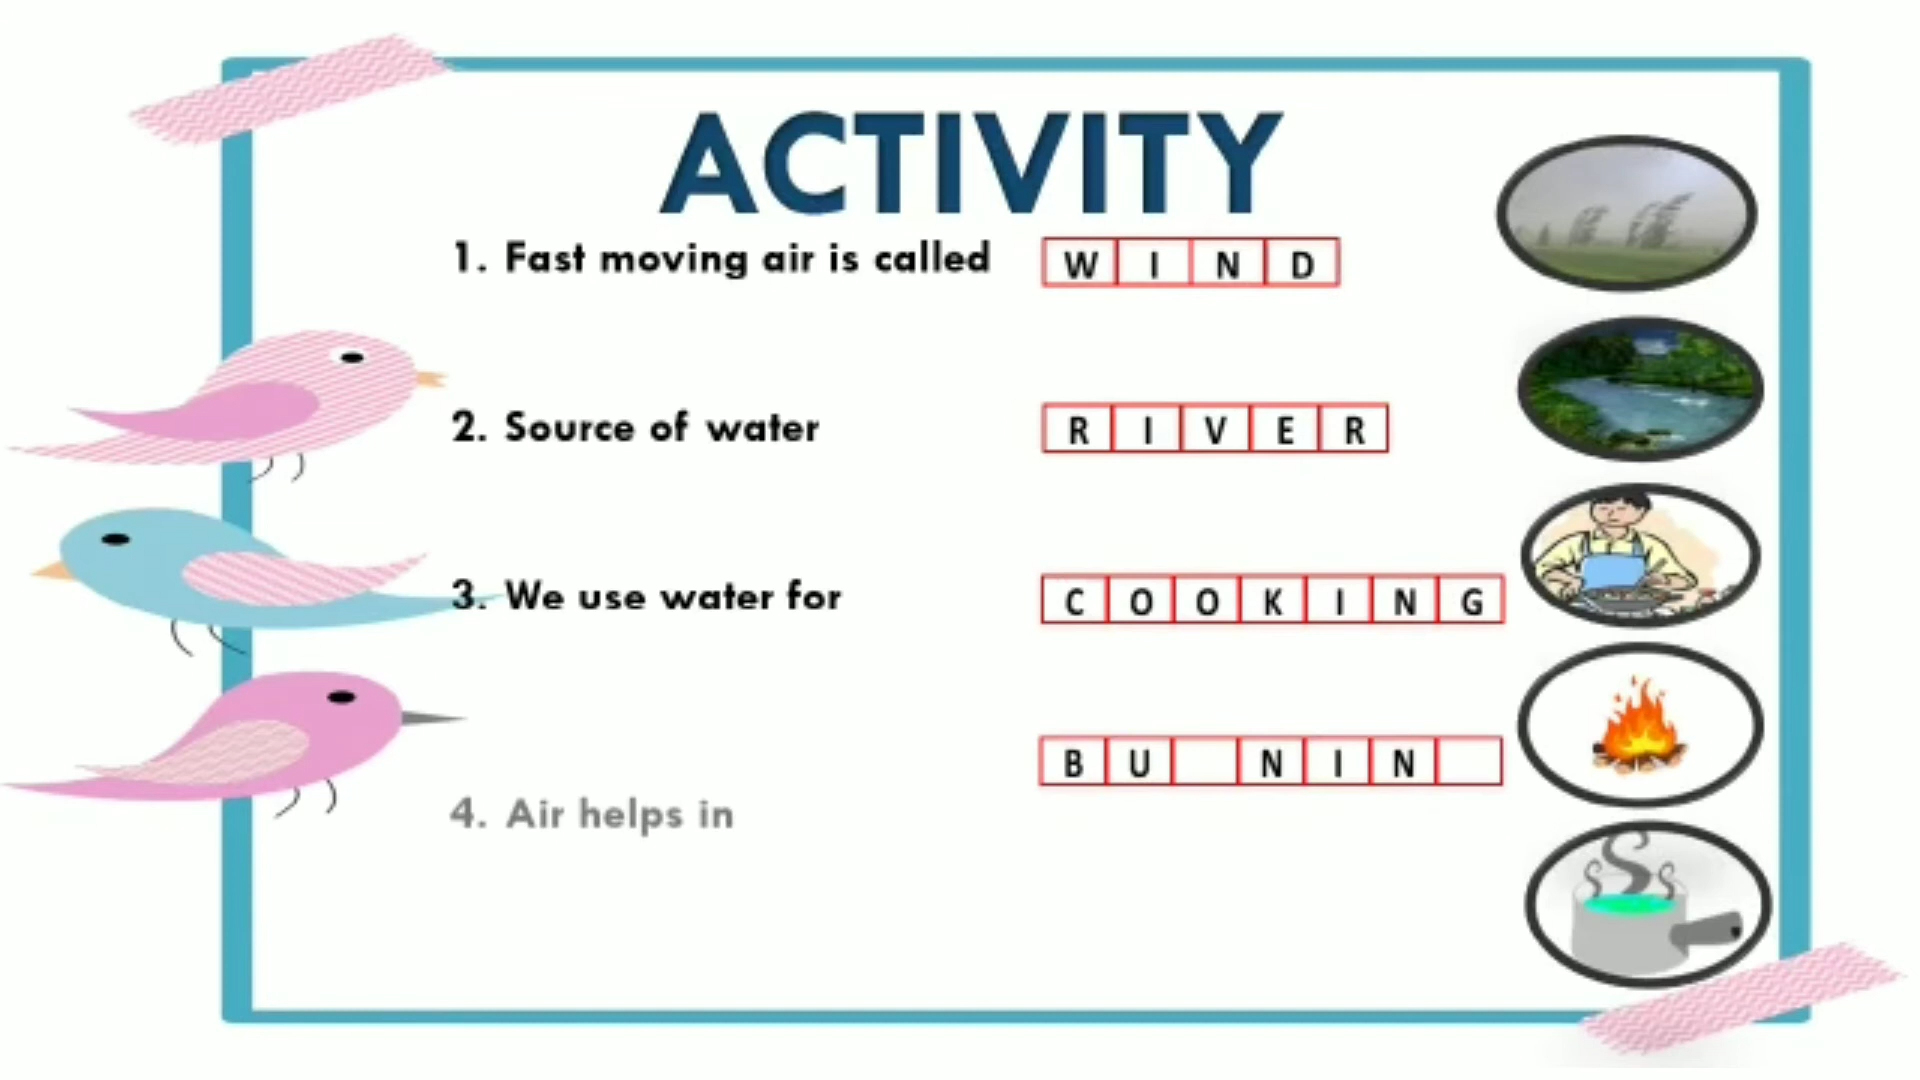 ACTIVITY
1. Fast moving air is called W I N D
2. Source of water R I V E R
3. We use water for C O O K I N G
B U N I N
4. Air helps in